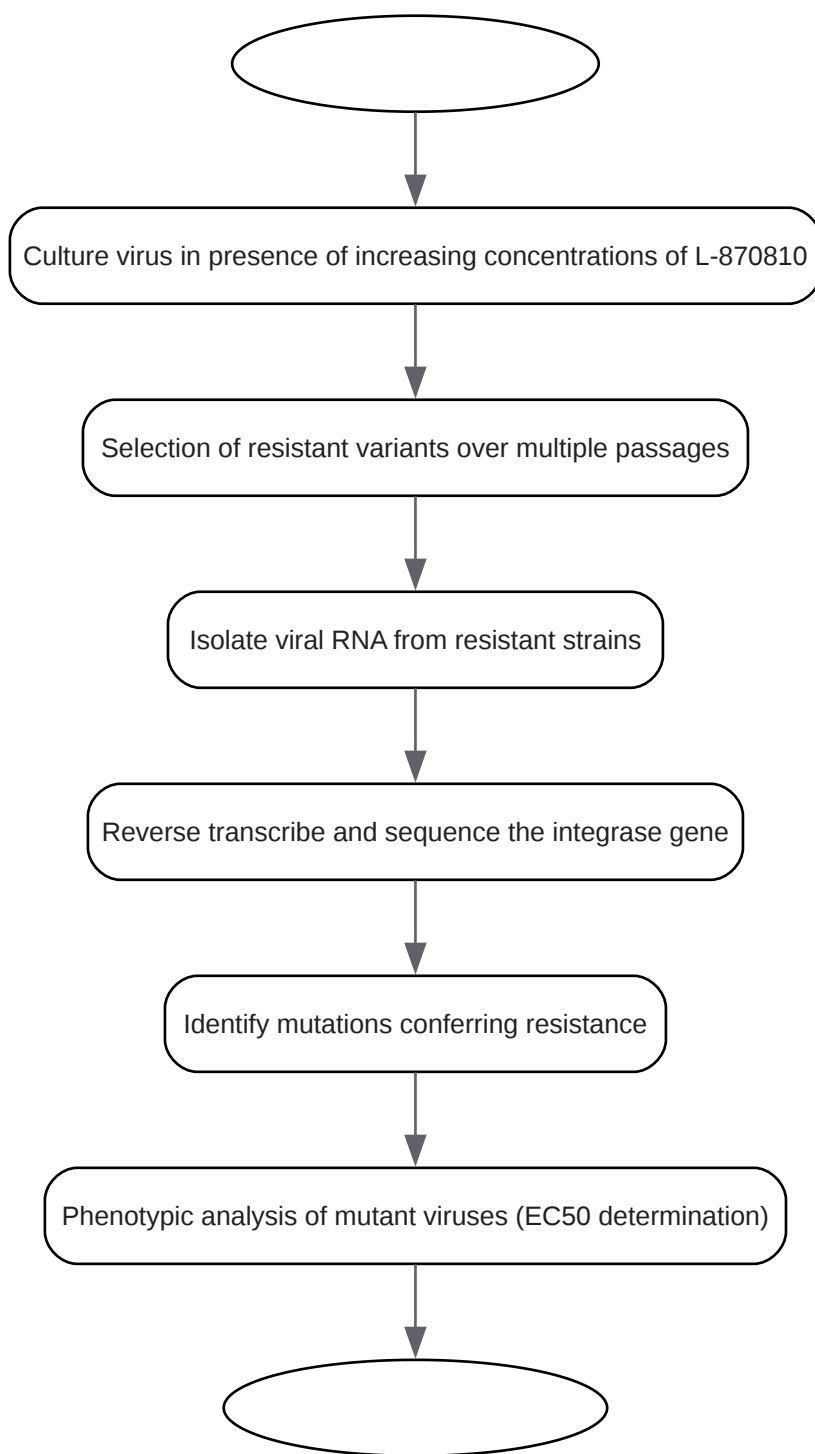 Culture virus in presence of increasing concentrations of L-870810
Selection of resistant variants over multiple passages
Isolate viral RNA from resistant strains
Reverse transcribe and sequence the integrase gene
Identify mutations conferring resistance
Phenotypic analysis of mutant viruses (EC50 determination)